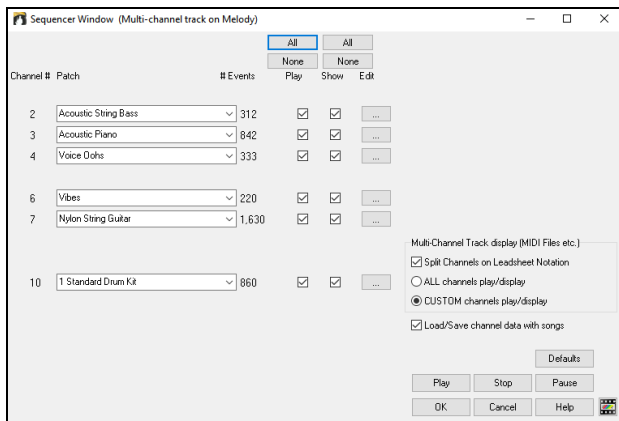 Sequencer Window (Multi-channel track on Melody)
All All
None None
Channel # Patch # Events Play Show Edit
2 Acoustic String Bass 312 ...
3 Acoustic Piano 842 ...
4 Voice Oohs 333 ...
6 Vibes 220 ...
7 Nylon String Guitar 1,630 ...
Multi-Channel Track display (MIDI Files etc.)
Split Channels on Leadsheet Notation
10 1 Standard Drum Kit 860 ...
ALL channels play/display
CUSTOM channels play/display
Load/Save channel data with songs
Defaults
Play Stop Pause
OK Cancel Help